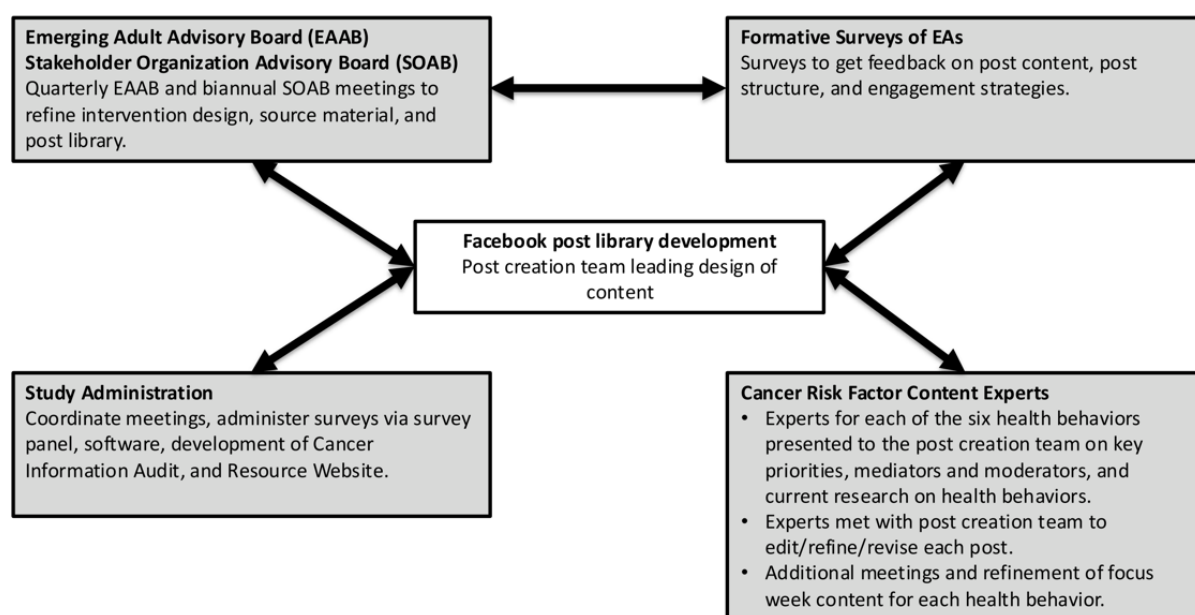 Emerging Adult Advisory Board (EAAB)
Stakeholder Organization Advisory Board (SOAB)
Quarterly EAAB and biannual SOAB meetings to
refine intervention design, source material, and
post library.
Formative Surveys of EAs
Surveys to get feedback on post content, post
structure, and engagement strategies.
Facebook post library development
Post creation team leading design of
content
Study Administration
Coordinate meetings, administer surveys via survey
panel, software, development of Cancer
Information Audit, and Resource Website.
Cancer Risk Factor Content Experts
• Experts for each of the six health behaviors
presented to the post creation team on key
priorities, mediators and moderators, and
current research on health behaviors.
• Experts met with post creation team to
edit/refine/revise each post.
• Additional meetings and refinement of focus
week content for each health behavior.